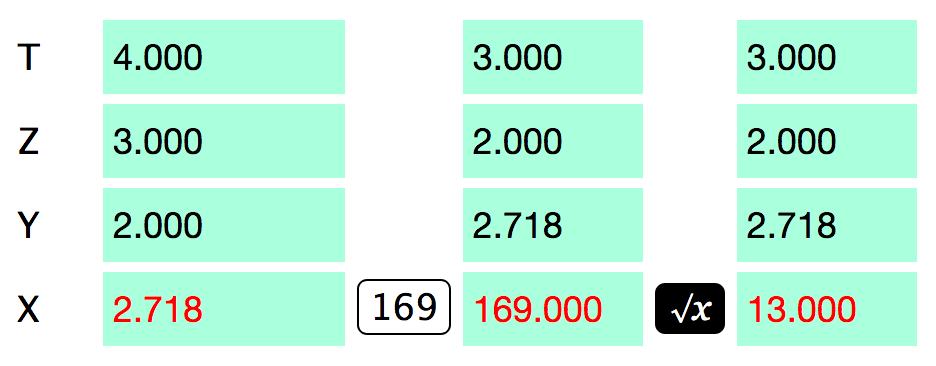 T 4.000 3.000 3.000
Z 3.000 2.000 2.000
Y 2.000 2.718 2.718
X 2.718 169 169.000 √x 13.000